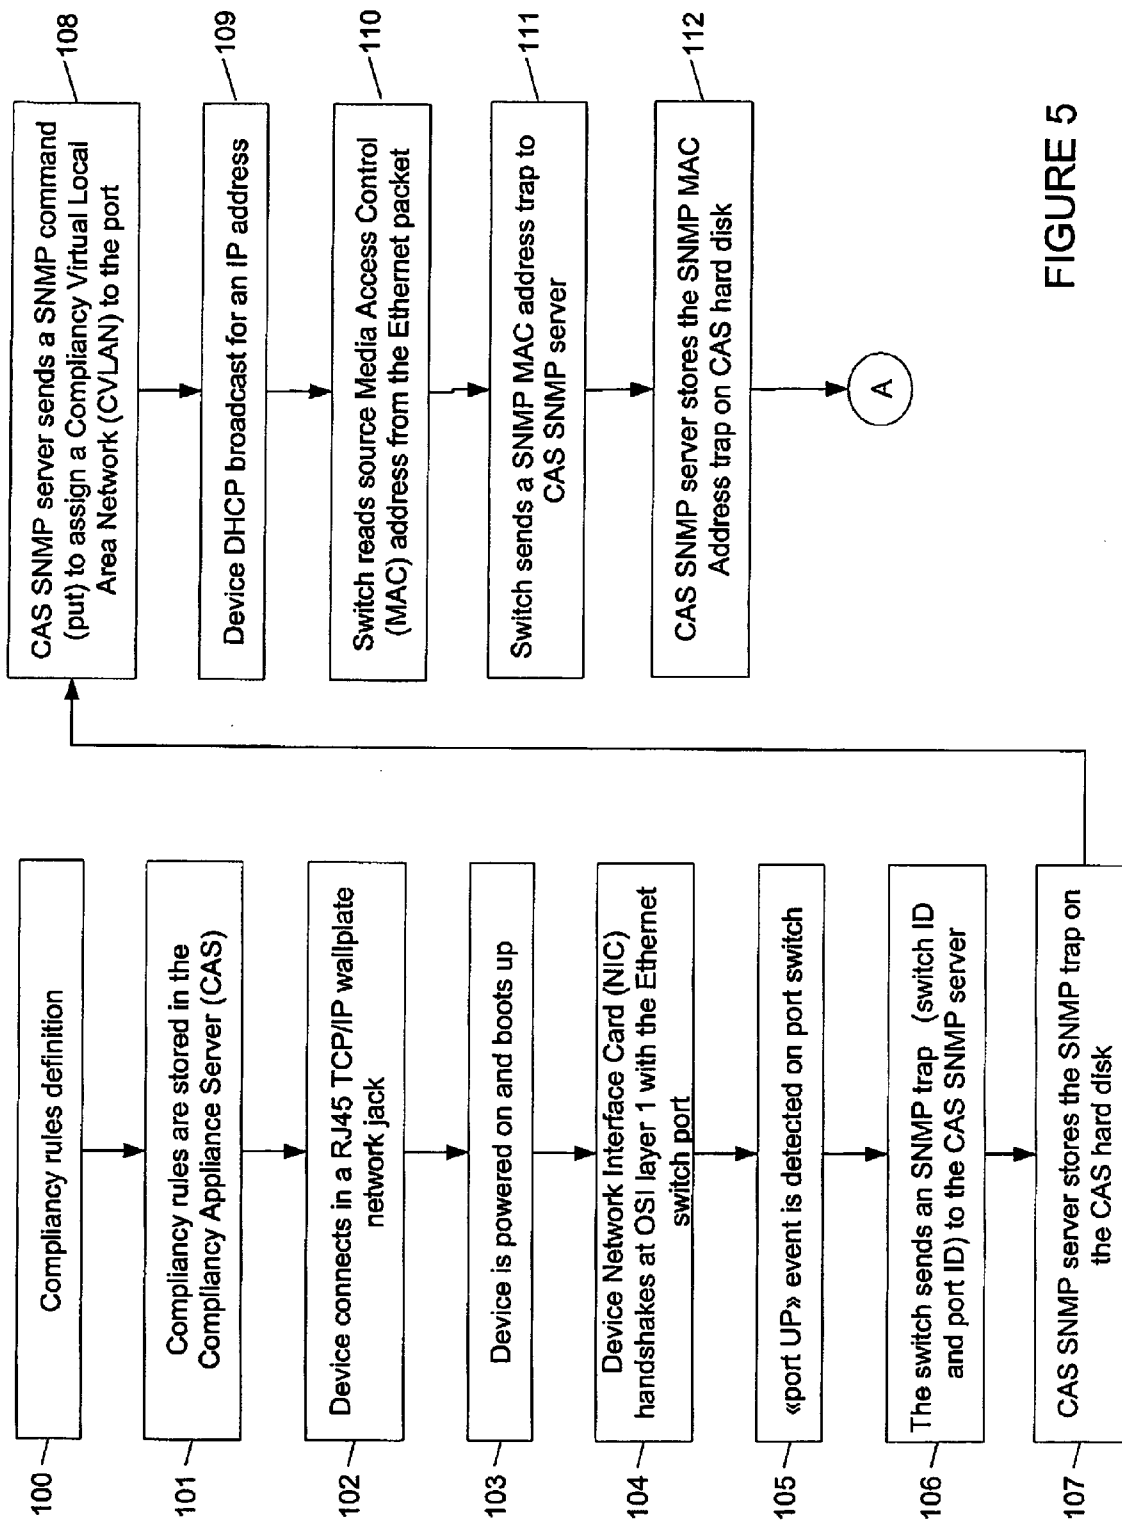 100
Compliancy rules definition
101
Compliancy rules are stored in the
Compliancy Appliance Server (CAS)
102
Device connects in a RJ45 TCP/IP wallplate
network jack
103
Device is powered on and boots up
104
Device Network Interface Card (NIC)
handshakes at OSI layer 1 with the Ethernet
switch port
105
«port UP» event is detected on port switch
106
The switch sends an SNMP trap (switch ID
and port ID) to the CAS SNMP server
107
CAS SNMP server stores the SNMP trap on
the CAS hard disk
108
CAS SNMP server sends a SNMP command
(put) to assign a Compliancy Virtual Local
Area Network (CVLAN) to the port
109
Device DHCP broadcast for an IP address
110
Switch reads source Media Access Control
(MAC) address from the Ethernet packet
111
Switch sends a SNMP MAC address trap to
CAS SNMP server
112
CAS SNMP server stores the SNMP MAC
Address trap on CAS hard disk
A
FIGURE 5